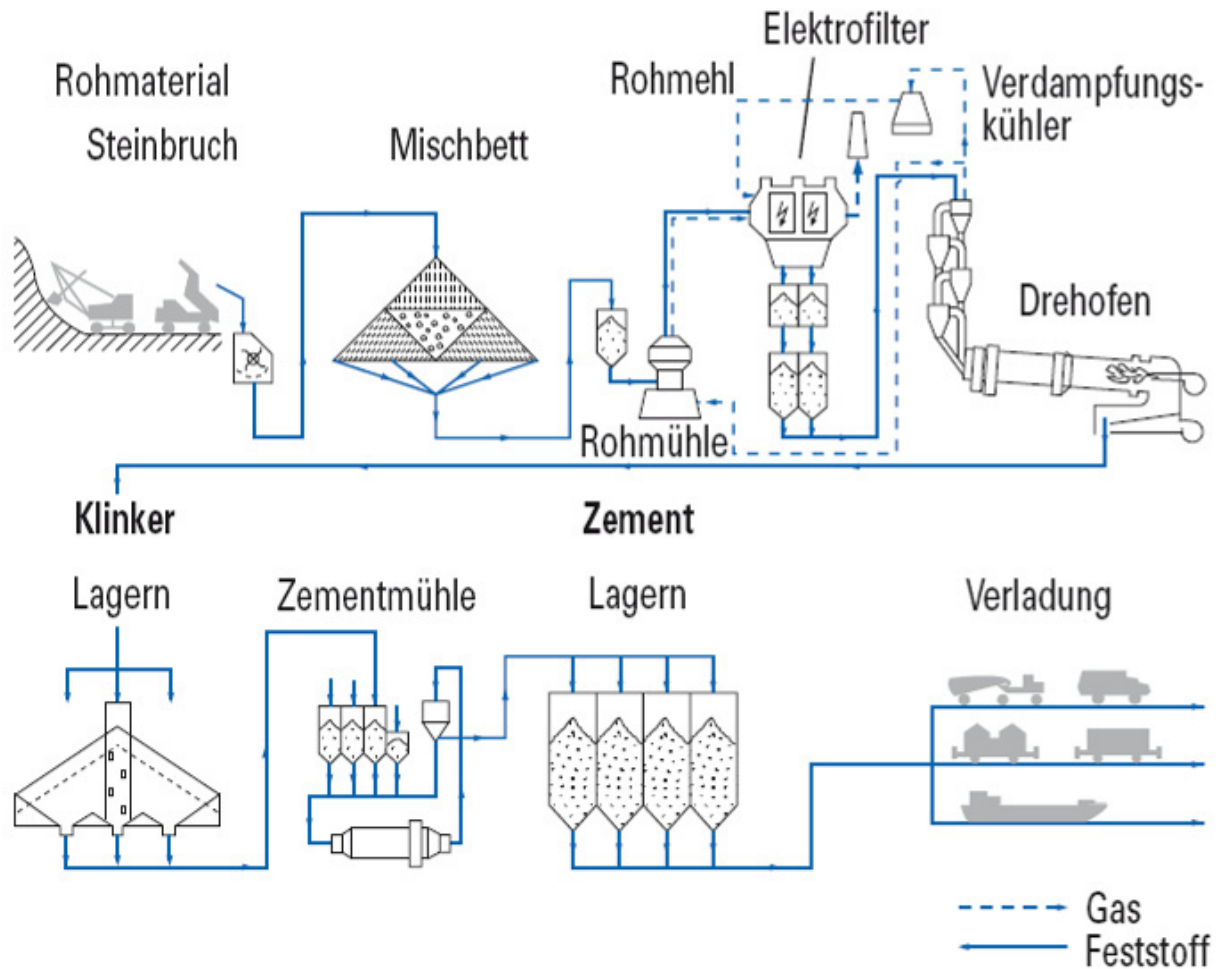 Elektrofilter
Rohmaterial
Rohmehl
Verdampfungs-
kühler
Steinbruch
Mischbett
Drehofen
Rohmühle
Klinker
Zement
Lagern
Zementmühle
Lagern
Verladung
Gas
Feststoff